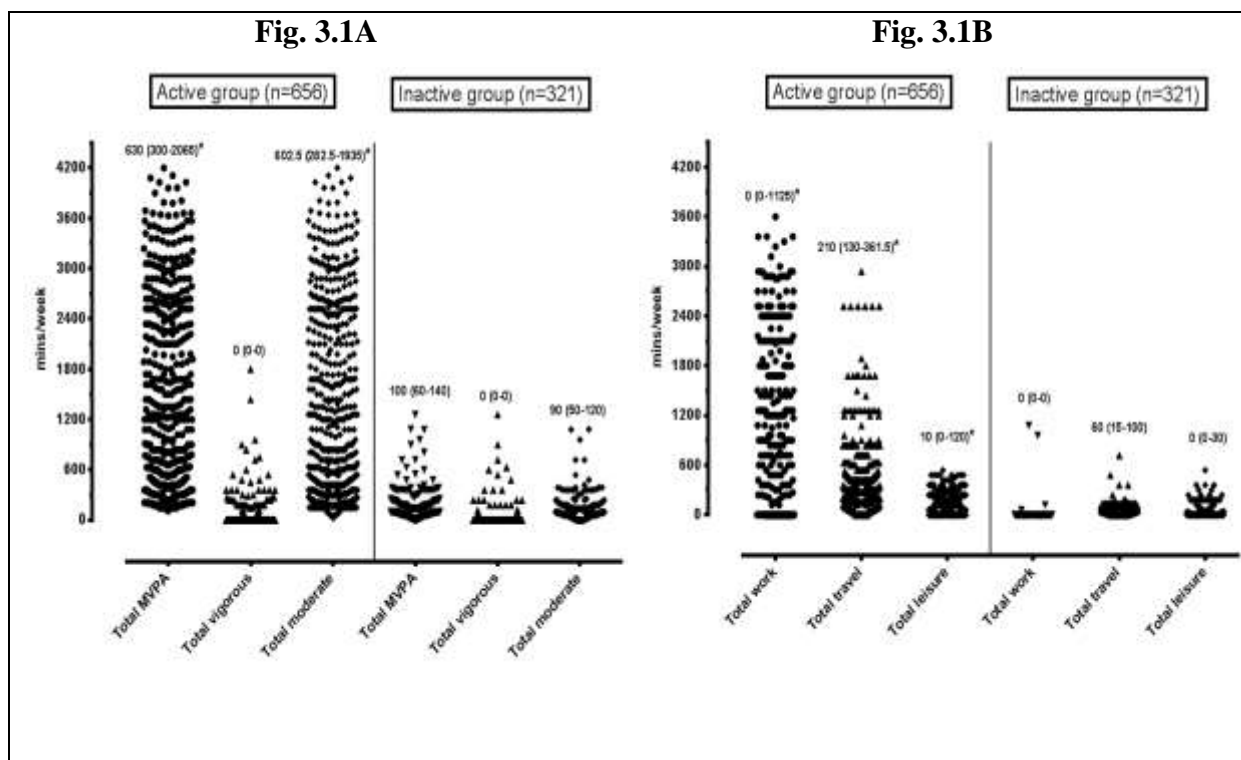 Fig. 3.1A
Fig. 3.1B
Active group (n=656)
Inactive group (n=321)
630 (300-2065)*
602.5 (282.5-1935)*
0 (0-0)
100 (60-140)
0 (0-0)
90 (50-120)
4200
3600
3000
2400
1800
1200
600
0
mins/week
Total MVPA
Total vigorous
Total moderate
Total MVPA
Total vigorous
Total moderate
Active group (n=656)
Inactive group (n=321)
0 (0-1125)*
210 (130-361.5)*
10 (0-120)*
0 (0-0)
60 (15-100)
0 (0-30)
4200
3600
3000
2400
1800
1200
600
0
mins/week
Total work
Total travel
Total leisure
Total work
Total travel
Total leisure